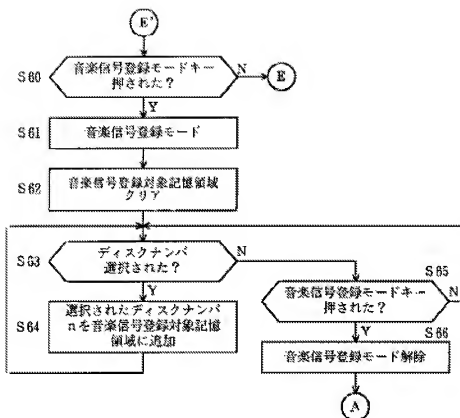 E'
S60
音楽信号登録モードキー
押された?
N
E
Y
S61
音楽信号登録モード
S62
音楽信号登録対象記憶領域
クリア
S63
ディスクナンバ
選択された?
N
Y
S64
選択されたディスクナンバ
nを音楽信号登録対象記憶
領域に追加
S65
音楽信号登録モードキー
押された?
N
Y
S66
音楽信号登録モード解除
A